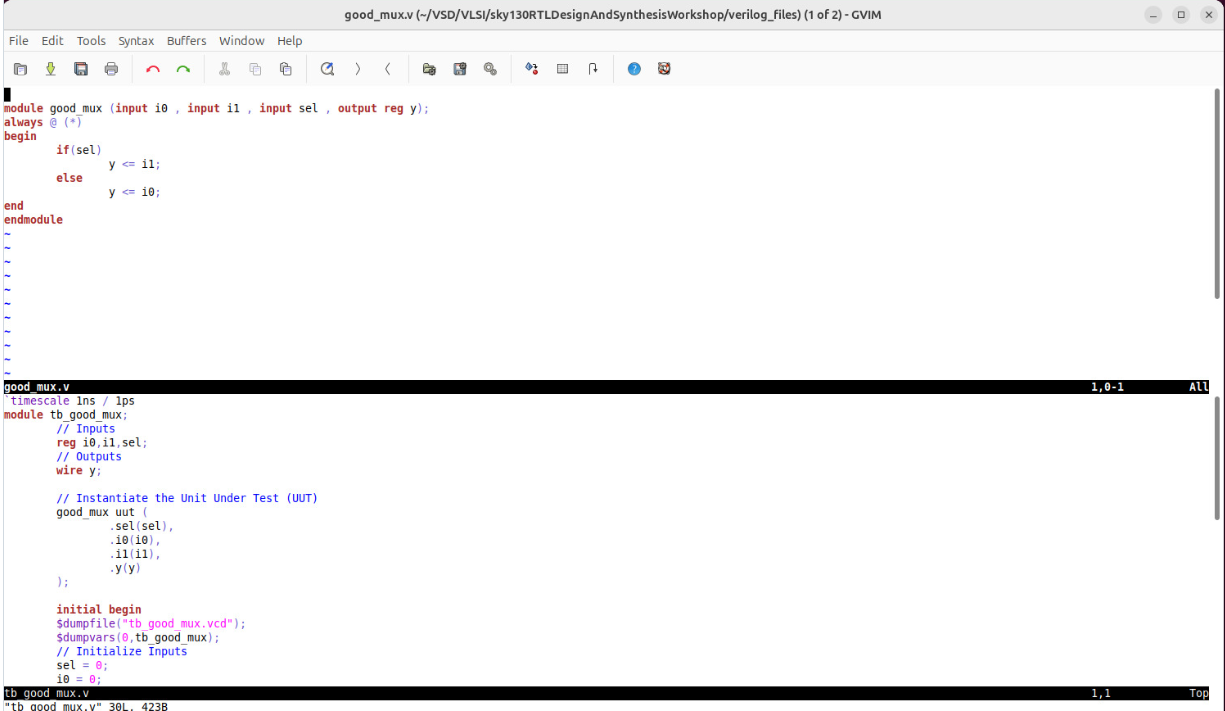 good_mux.v (~/VSD/VLSI/sky130RTLDesignAndSynthesisWorkshop/verilog_files) (1 of 2) - GVIM
File Edit Tools Syntax Buffers Window Help
module good_mux (input i0 , input i1 , input sel , output reg y);
always @ (*)
begin
        if(sel)
                y <= i1;
        else
                y <= i0;
end
endmodule
~
~
~
~
~
~
~
~
~
~
~
good_mux.v 1,0-1 All
`timescale 1ns / 1ps
module tb_good_mux;
        // Inputs
        reg i0,i1,sel;
        // Outputs
        wire y;
        // Instantiate the Unit Under Test (UUT)
        good_mux uut (
                .sel(sel),
                .i0(i0),
                .i1(i1),
                .y(y)
        );
        initial begin
        $dumpfile("tb_good_mux.vcd");
        $dumpvars(0,tb_good_mux);
        // Initialize Inputs
        sel = 0;
        i0 = 0;
tb_good_mux.v 1,1 Top
"tb_good_mux.v" 30L, 423B